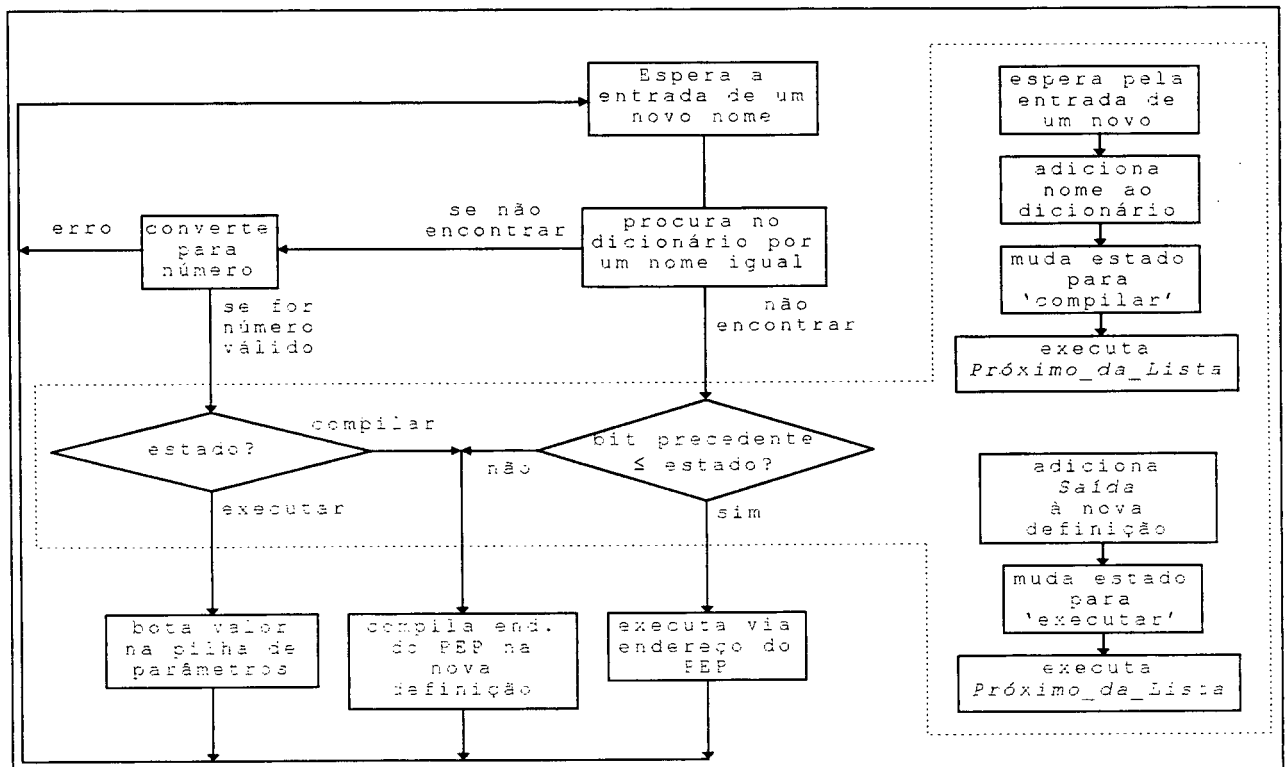 Espera a
entrada de um
novo nome
espera pela
entrada de
um novo
adiciona
nome ao
dicionário
erro
converte
para
número
se não
encontrar
procura no
dicionário por
um nome igual
muda estado
para
'compilar'
se for
número
válido
não
encontrar
executa
Próximo_da_Lista
estado?
compilar
não
bit precedente
≤ estado?
executar
sim
adiciona
Saída
à nova
definição
muda estado
para
'executar'
bota valor
na pilha de
parâmetros
compila end.
do PEP na
nova
definição
executa via
endereço do
PEP
executa
Próximo_da_Lista